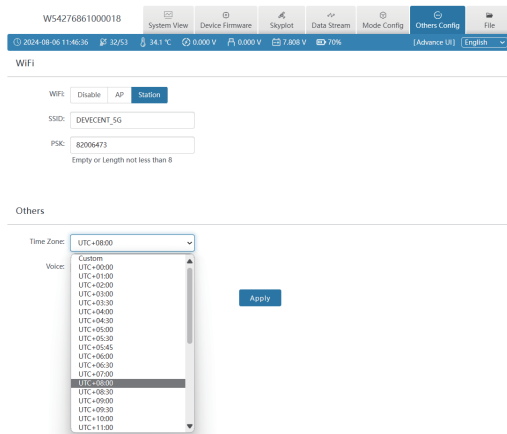 W54276861000018
System View
Device Firmware
Skyplot
Data Stream
Mode Config
Others Config
File
2024-08-06 11:46:36 32/53 34.1 ℃ 0.000 V 0.000 V 7.808 V 70% [Advance UI] English
WiFi
WiFi: Disable AP Station
SSID: DEVECENT_5G
PSK: 82006473
Empty or Length not less than 8
Others
Time Zone: UTC+08:00
Custom
Voice:
UTC+00:00
UTC+01:00
UTC+02:00
UTC+03:00
UTC+03:30
UTC+04:00
UTC+04:30
UTC+05:00
UTC+05:30
UTC+05:45
UTC+06:00
UTC+06:30
UTC+07:00
UTC+08:00
UTC+08:30
UTC+09:00
UTC+09:30
UTC+10:00
UTC+11:00
Apply